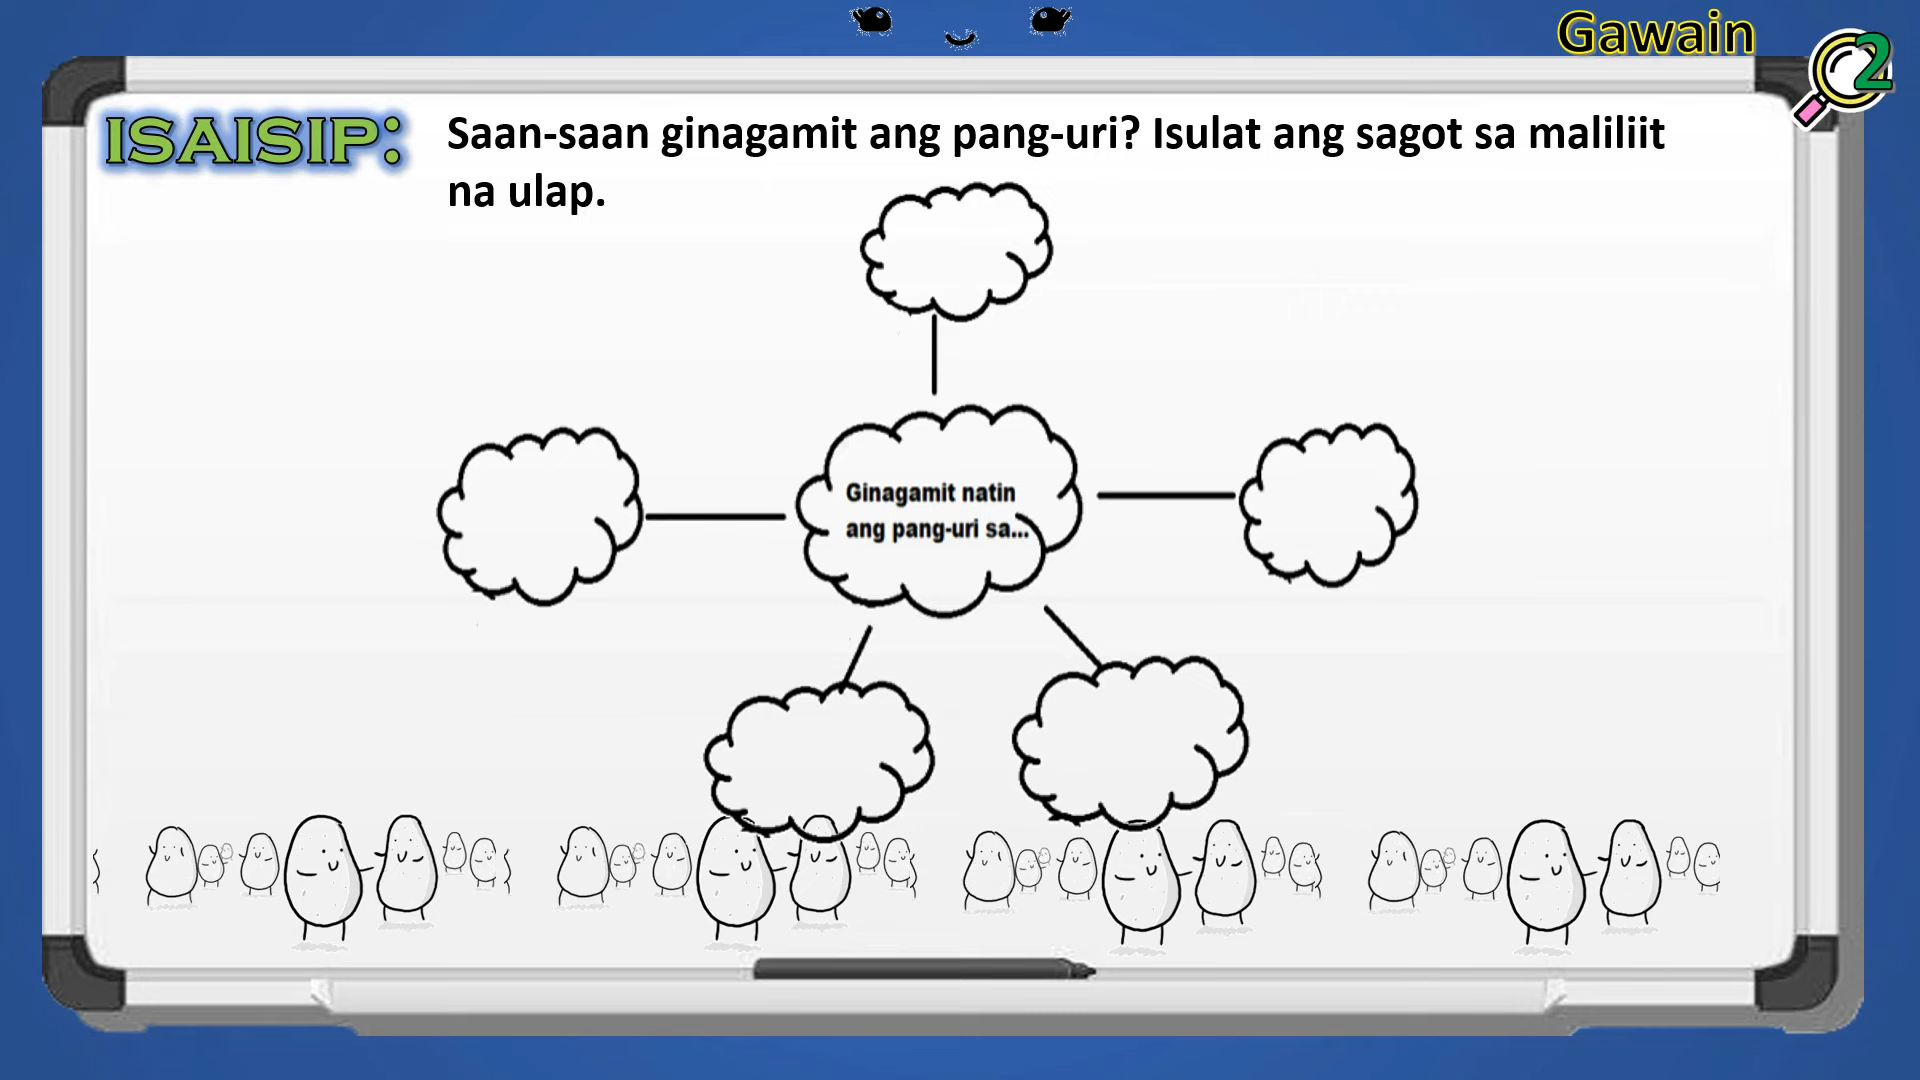 Gawain
2
ISAISIP:
Saan-saan ginagamit ang pang-uri? Isulat ang sagot sa maliliit
na ulap.
Ginagamit natin
ang pang-uri sa...